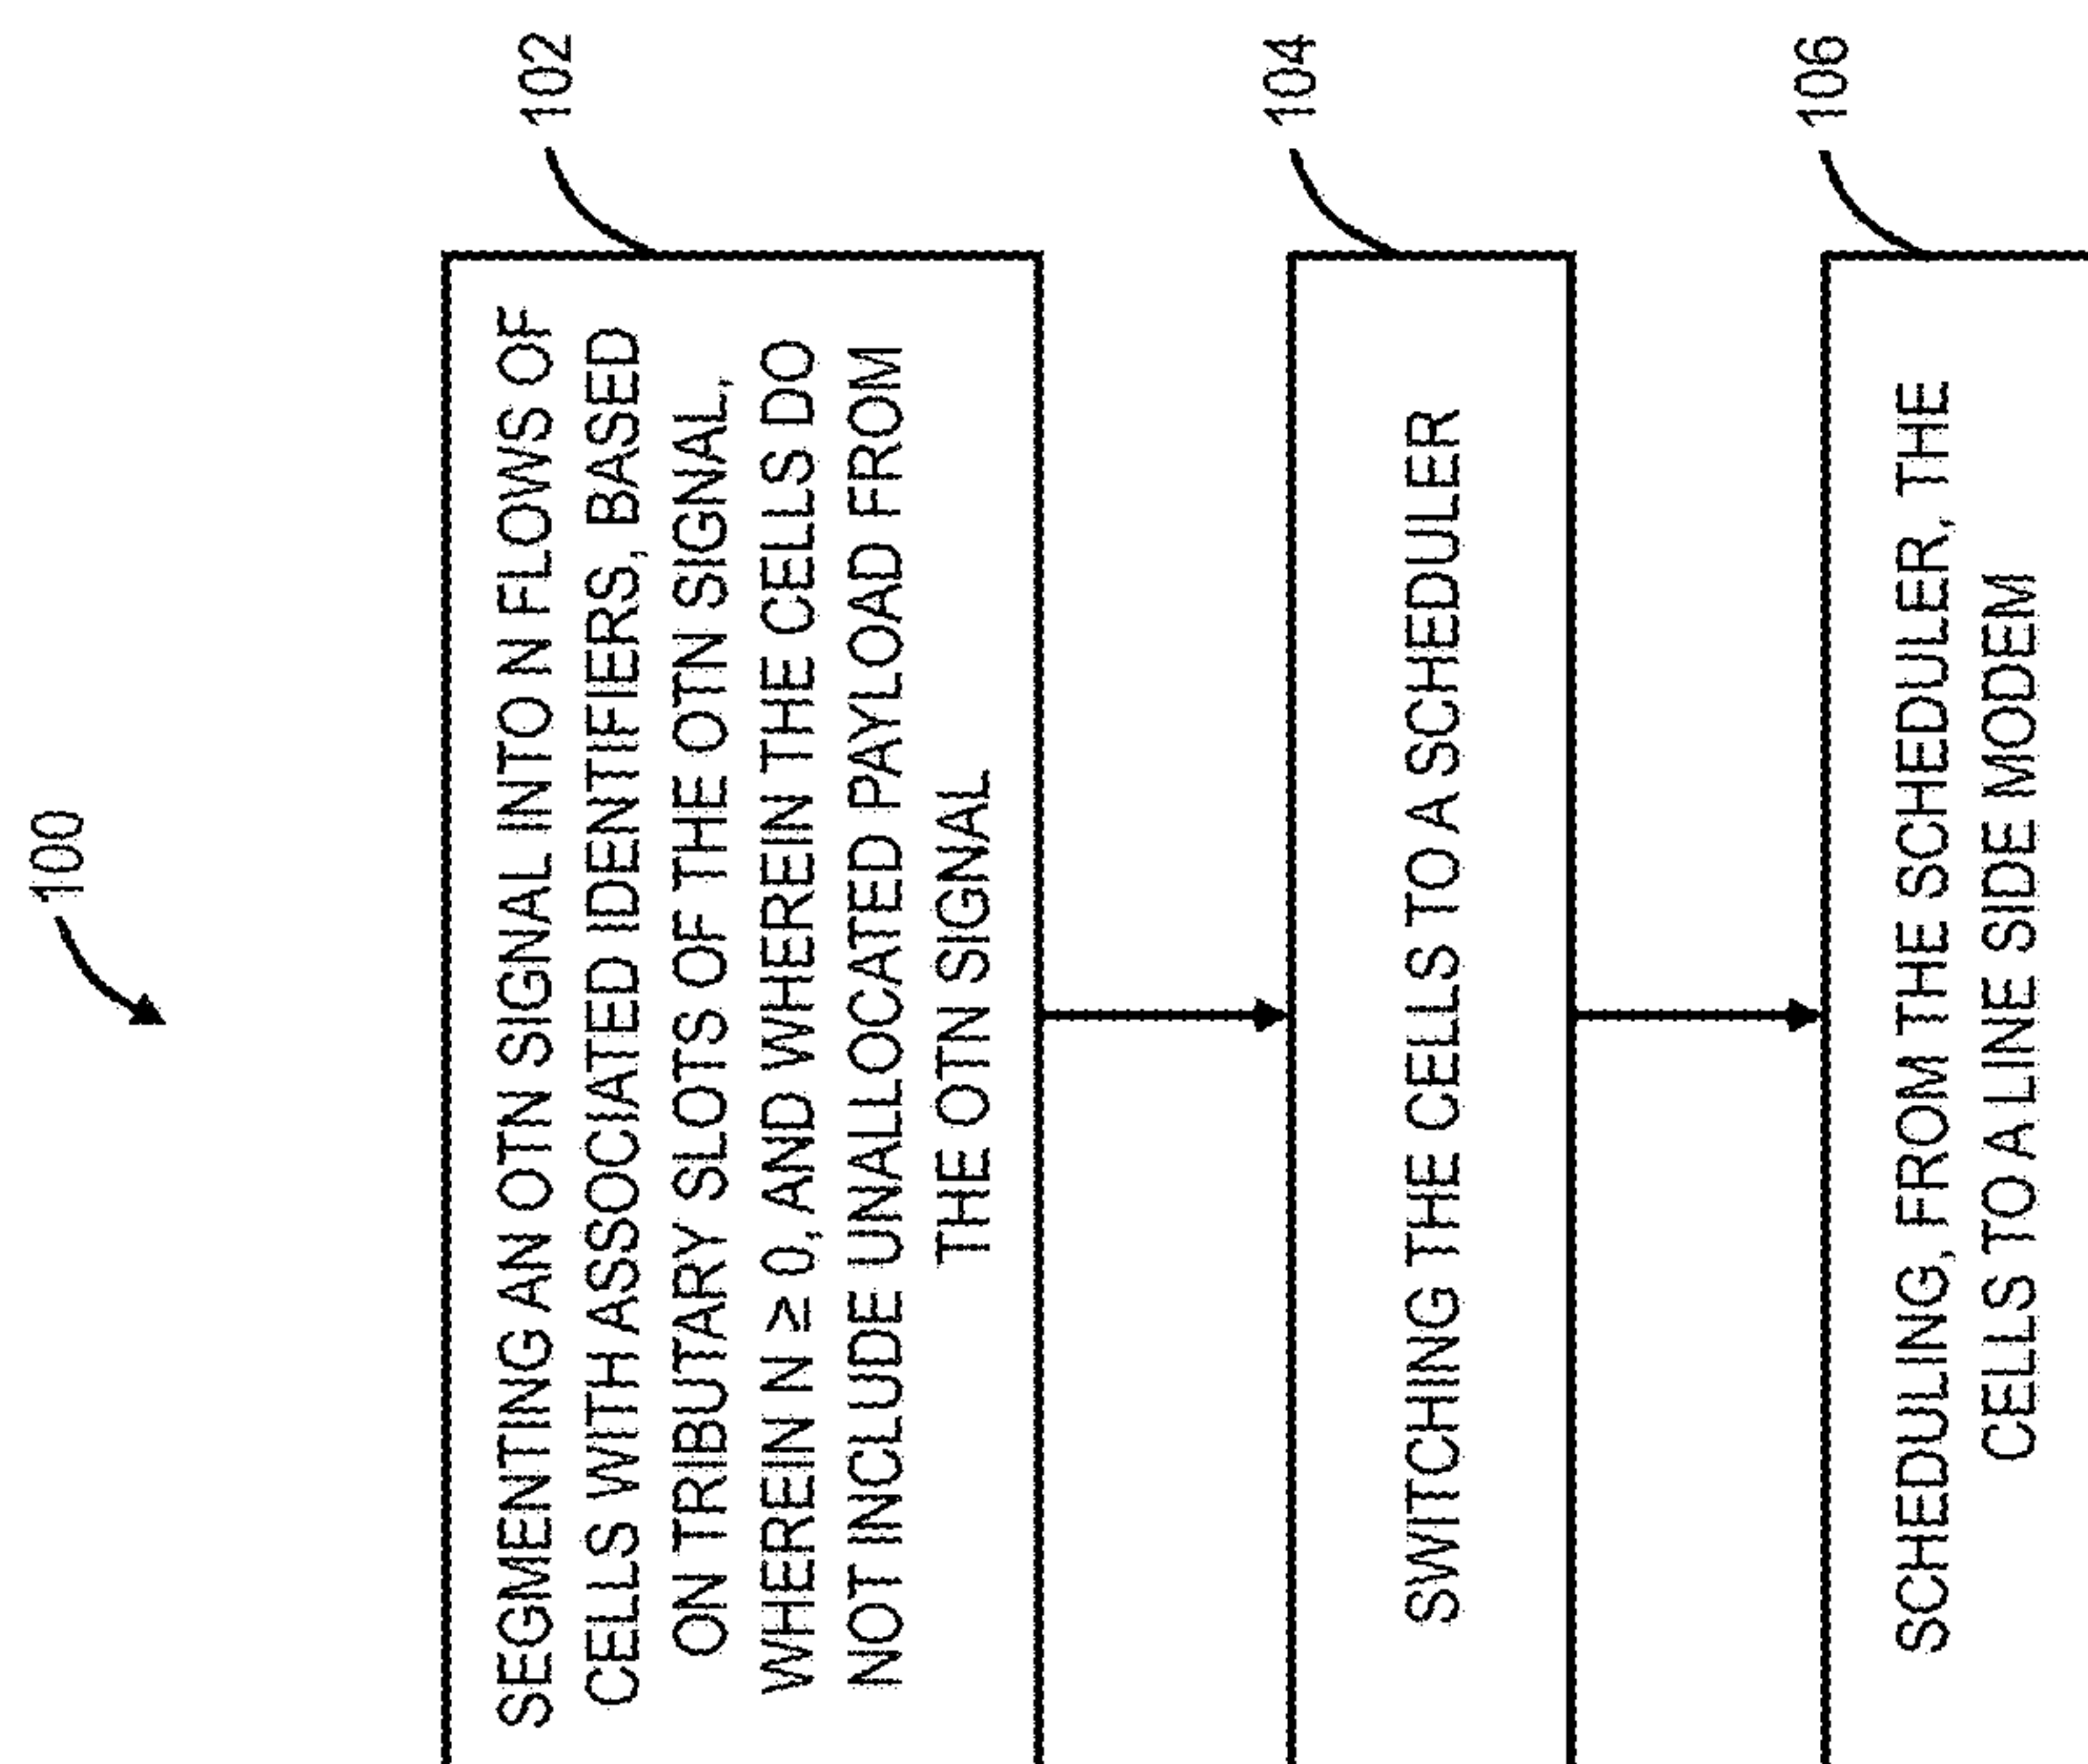 100
102
SEGMENTING AN OTN SIGNAL INTO N FLOWS OF
CELLS WITH ASSOCIATED IDENTIFIERS, BASED
ON TRIBUTARY SLOTS OF THE OTN SIGNAL,
WHEREIN N ≥ 0, AND WHEREIN THE CELLS DO
NOT INCLUDE UNALLOCATED PAYLOAD FROM
THE OTN SIGNAL
104
SWITCHING THE CELLS TO A SCHEDULER
106
SCHEDULING, FROM THE SCHEDULER, THE
CELLS TO A LINE SIDE MODEM